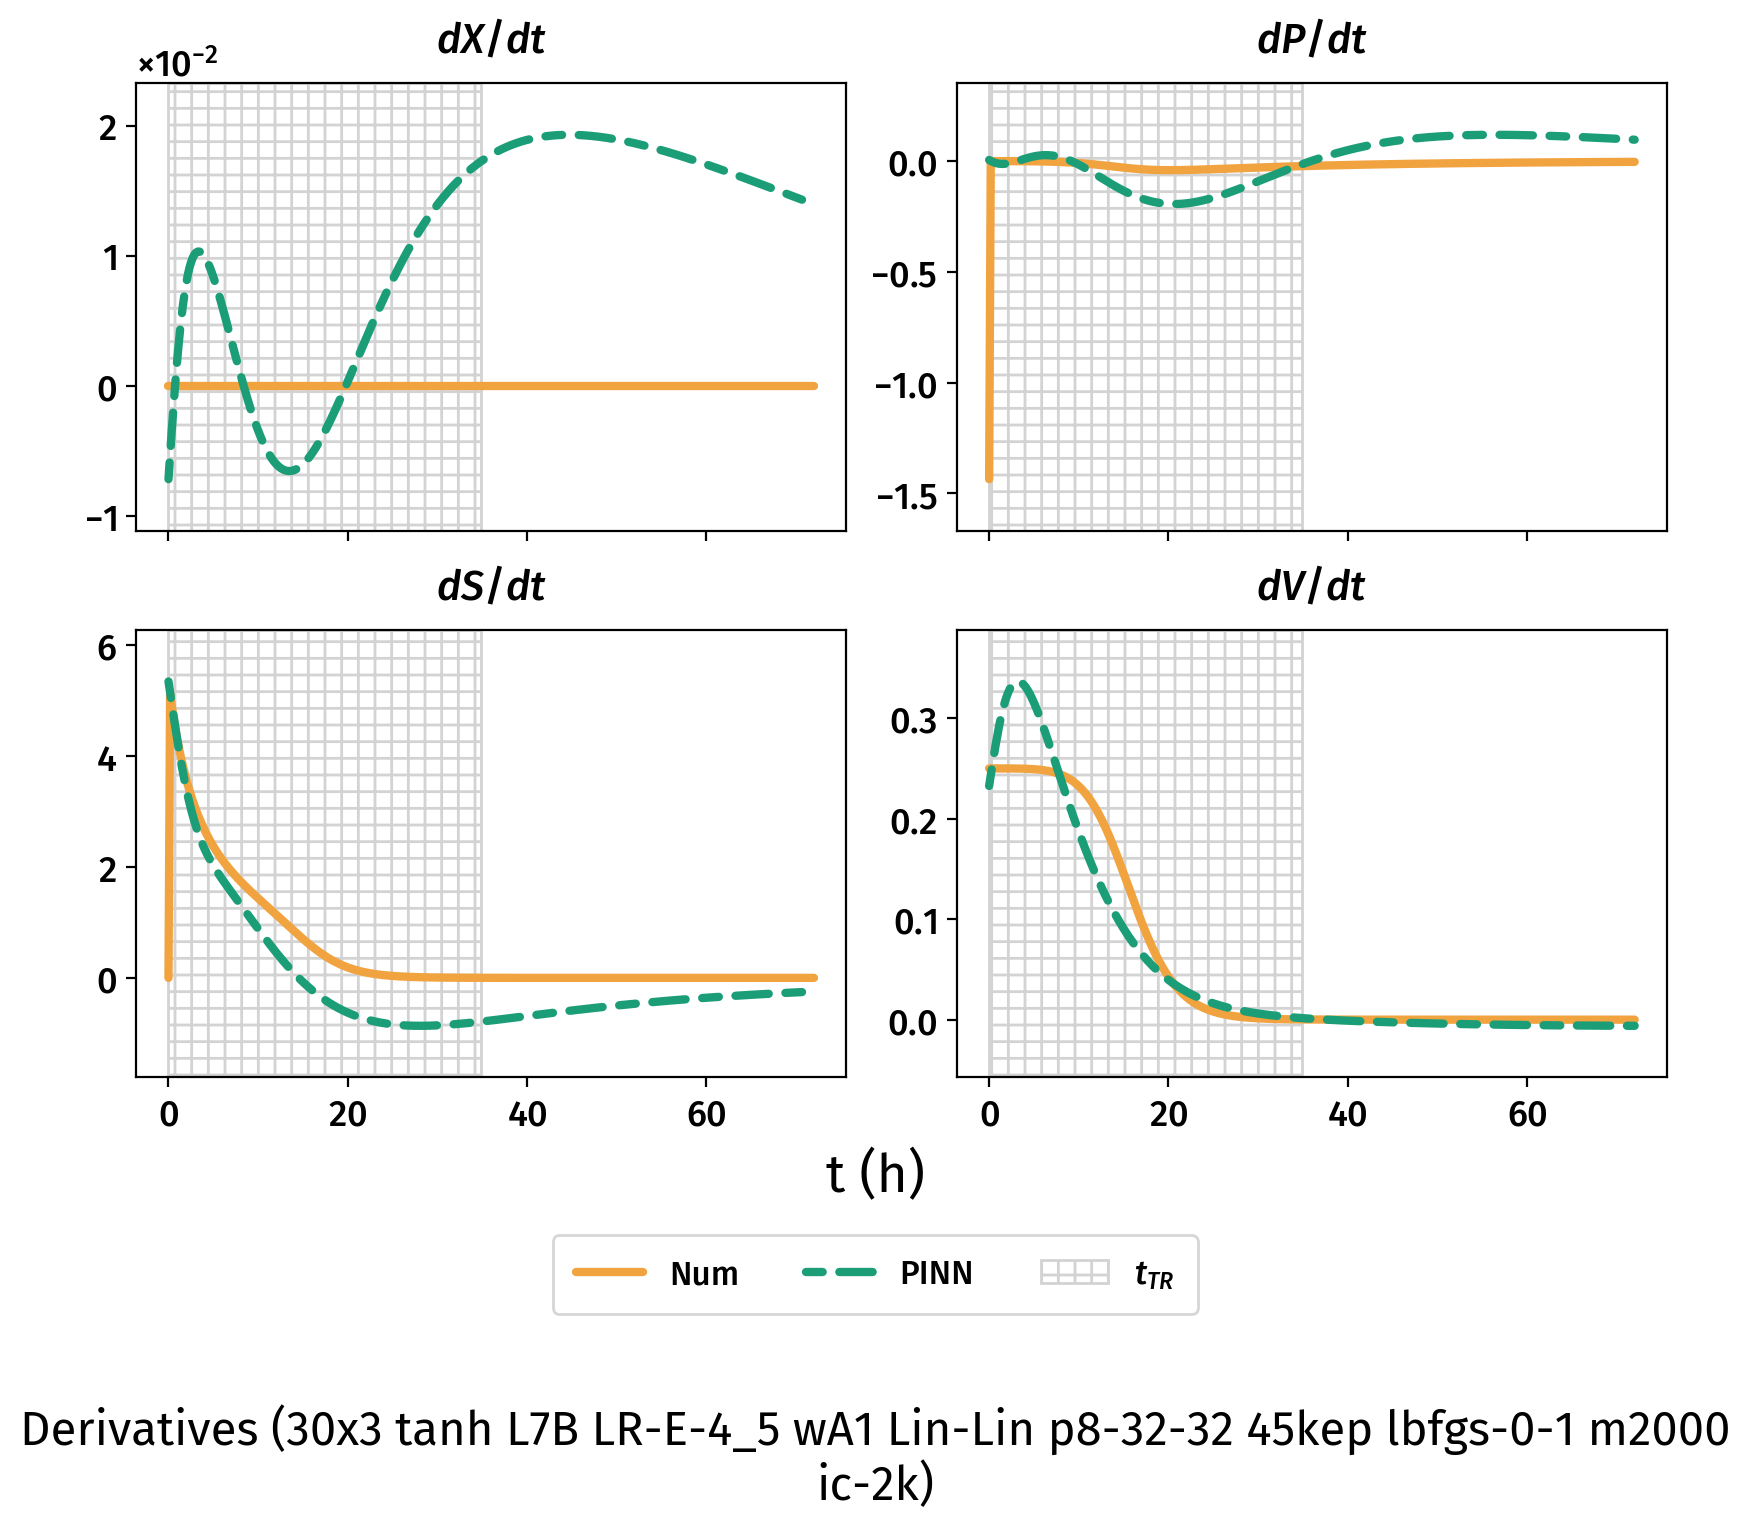 dX/dt
×10⁻²
2
1
0
−1
dP/dt
0.0
−0.5
−1.0
−1.5
dS/dt
6
4
2
0
0 20 40 60
dV/dt
0.3
0.2
0.1
0.0
0 20 40 60
t (h)
Num PINN t_TR
Derivatives (30x3 tanh L7B LR-E-4_5 wA1 Lin-Lin p8-32-32 45kep lbfgs-0-1 m2000
ic-2k)